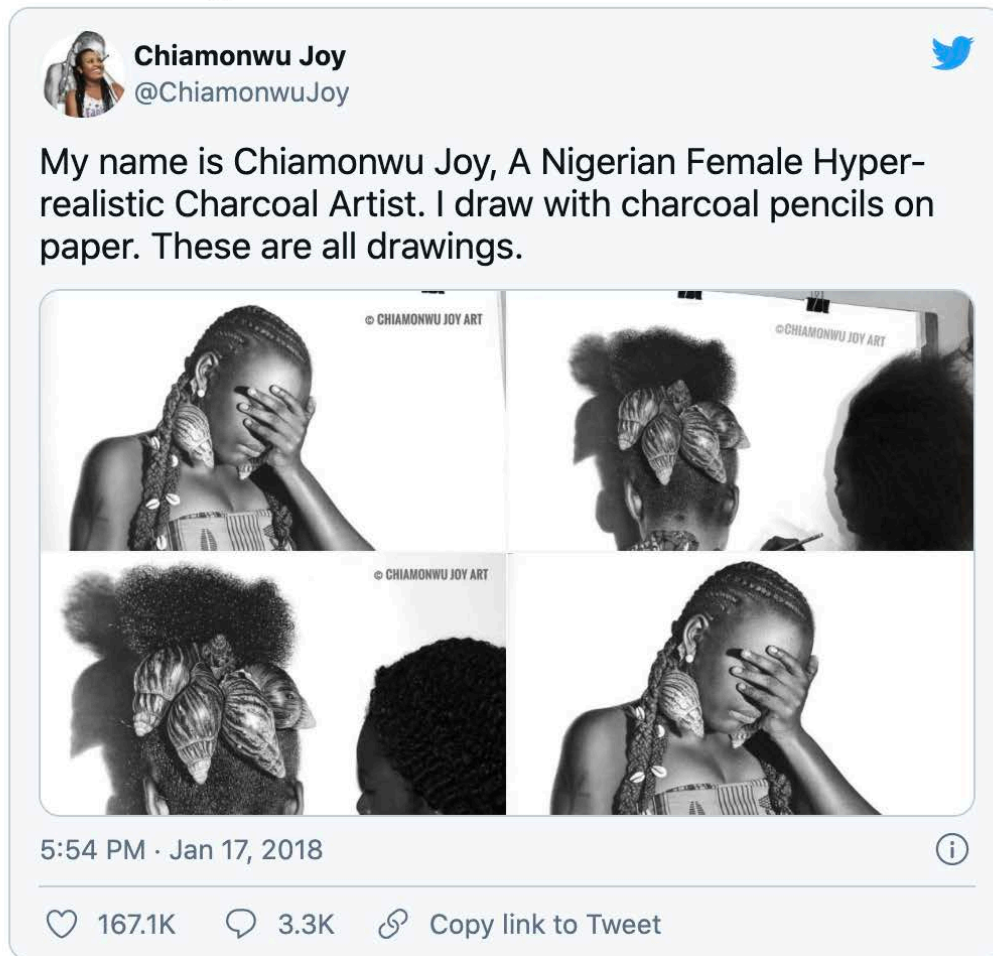 Chiamonwu Joy
@ChiamonwuJoy
My name is Chiamonwu Joy, A Nigerian Female Hyper-
realistic Charcoal Artist. I draw with charcoal pencils on
paper. These are all drawings.
© CHIAMONWU JOY ART
©CHIAMONWU JOY ART
© CHIAMONWU JOY ART
5:54 PM · Jan 17, 2018
167.1K 3.3K Copy link to Tweet